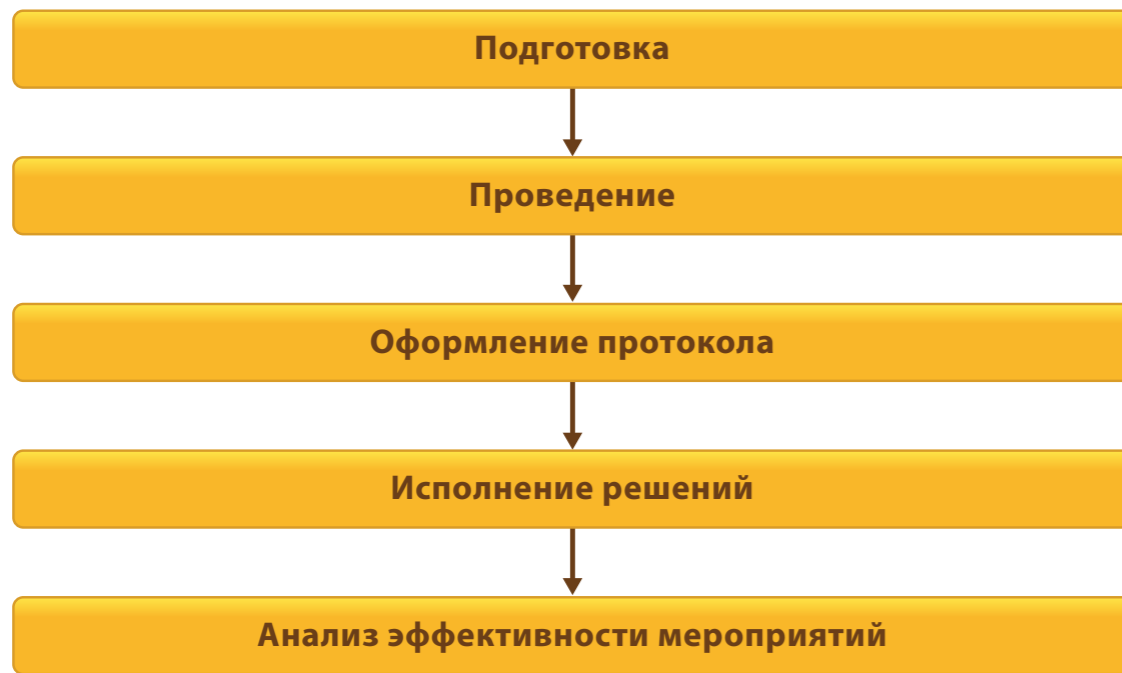 Подготовка
Проведение
Оформление протокола
Исполнение решений
Анализ эффективности мероприятий